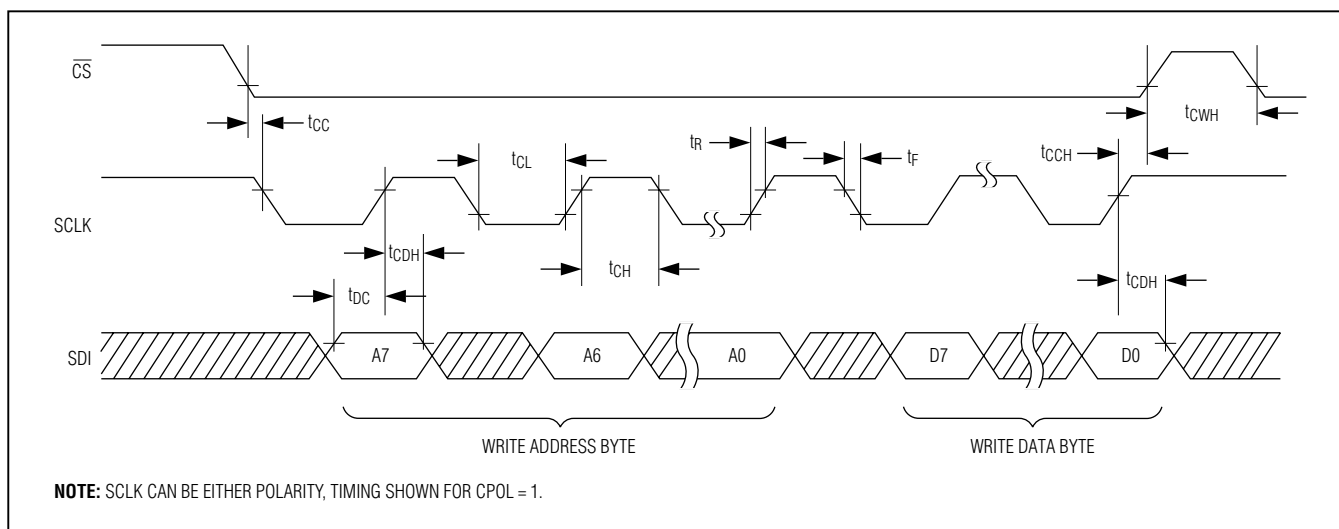 CS
tCC
tCWH
tCL
tR
tF
tCCH
SCLK
tCDH
tCH
tCDH
tDC
SDI
A7
A6
A0
D7
D0
WRITE ADDRESS BYTE
WRITE DATA BYTE
NOTE: SCLK CAN BE EITHER POLARITY, TIMING SHOWN FOR CPOL = 1.